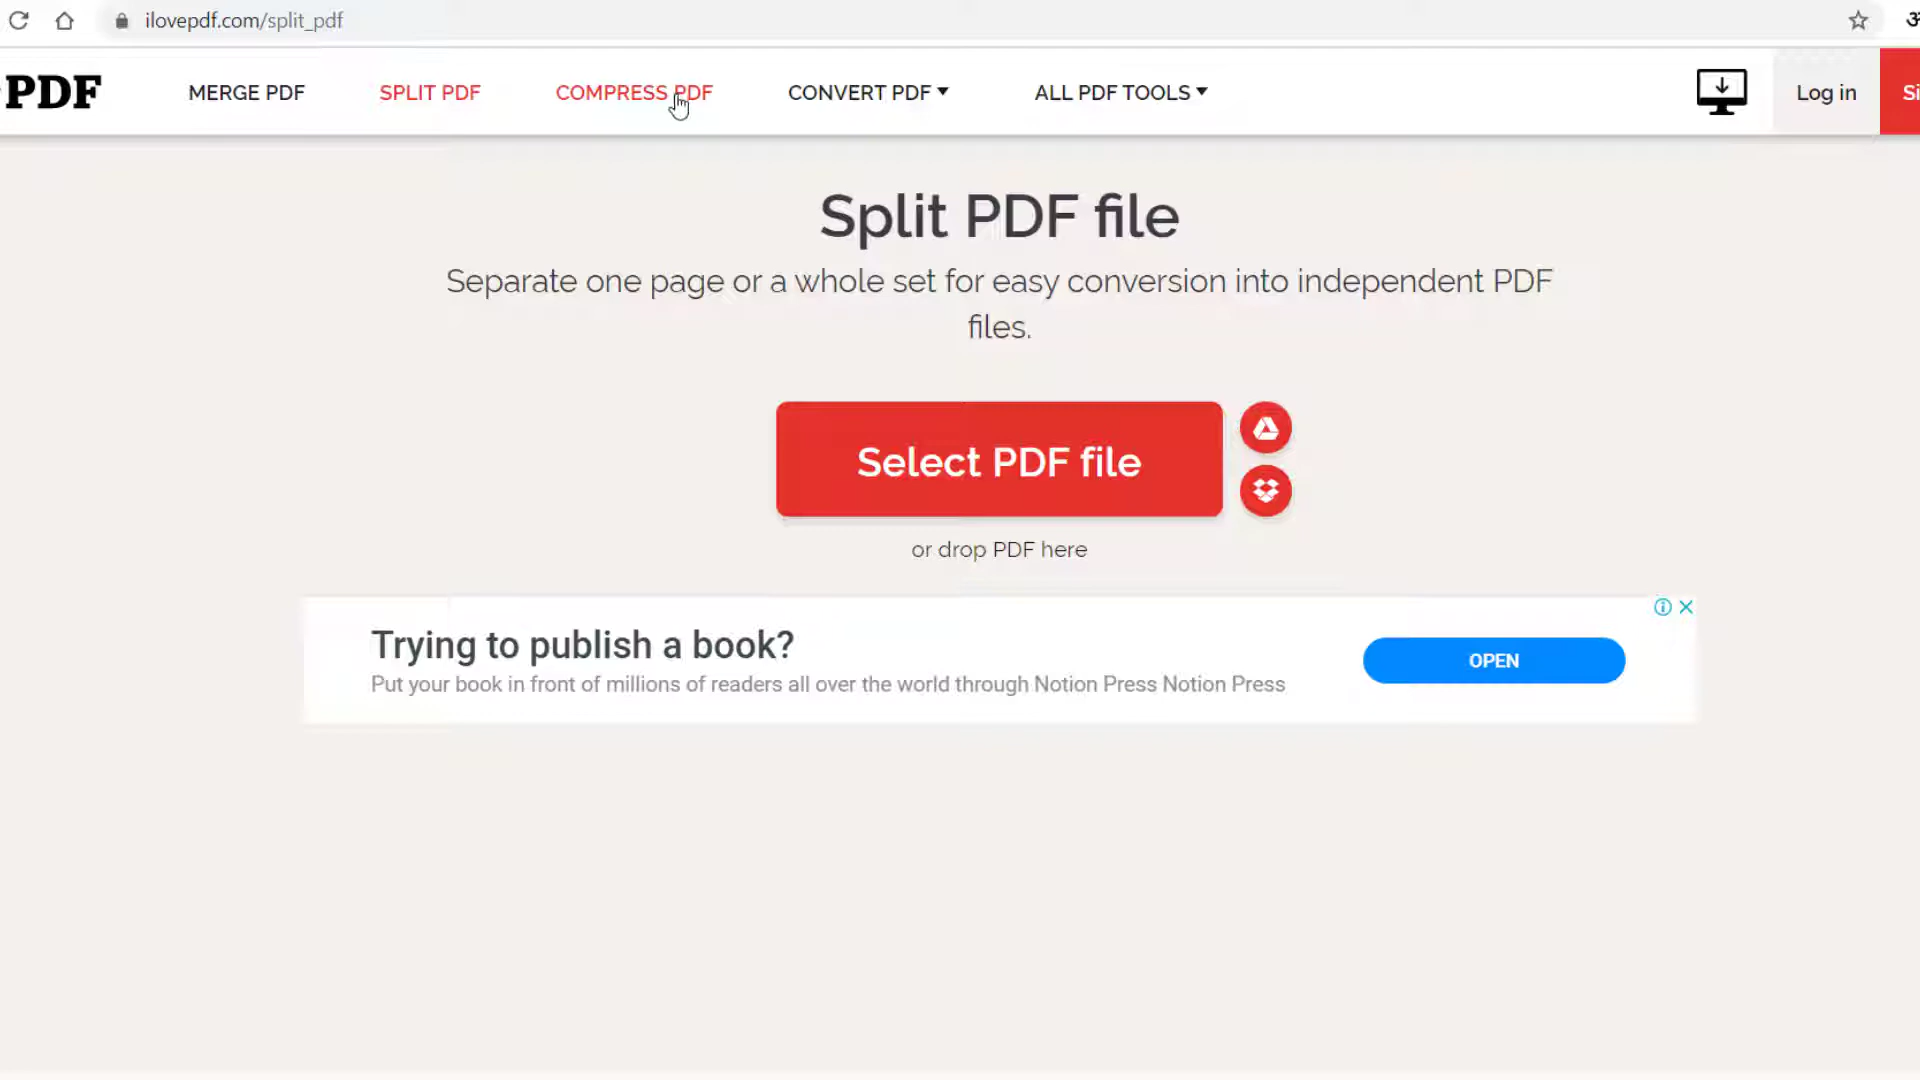 ilovepdf.com/split_pdf
PDF
MERGE PDF
SPLIT PDF
COMPRESS PDF
CONVERT PDF
ALL PDF TOOLS
Log in
Split PDF file
Separate one page or a whole set for easy conversion into independent PDF
files.
Select PDF file
or drop PDF here
Trying to publish a book?
Put your book in front of millions of readers all over the world through Notion Press Notion Press
OPEN